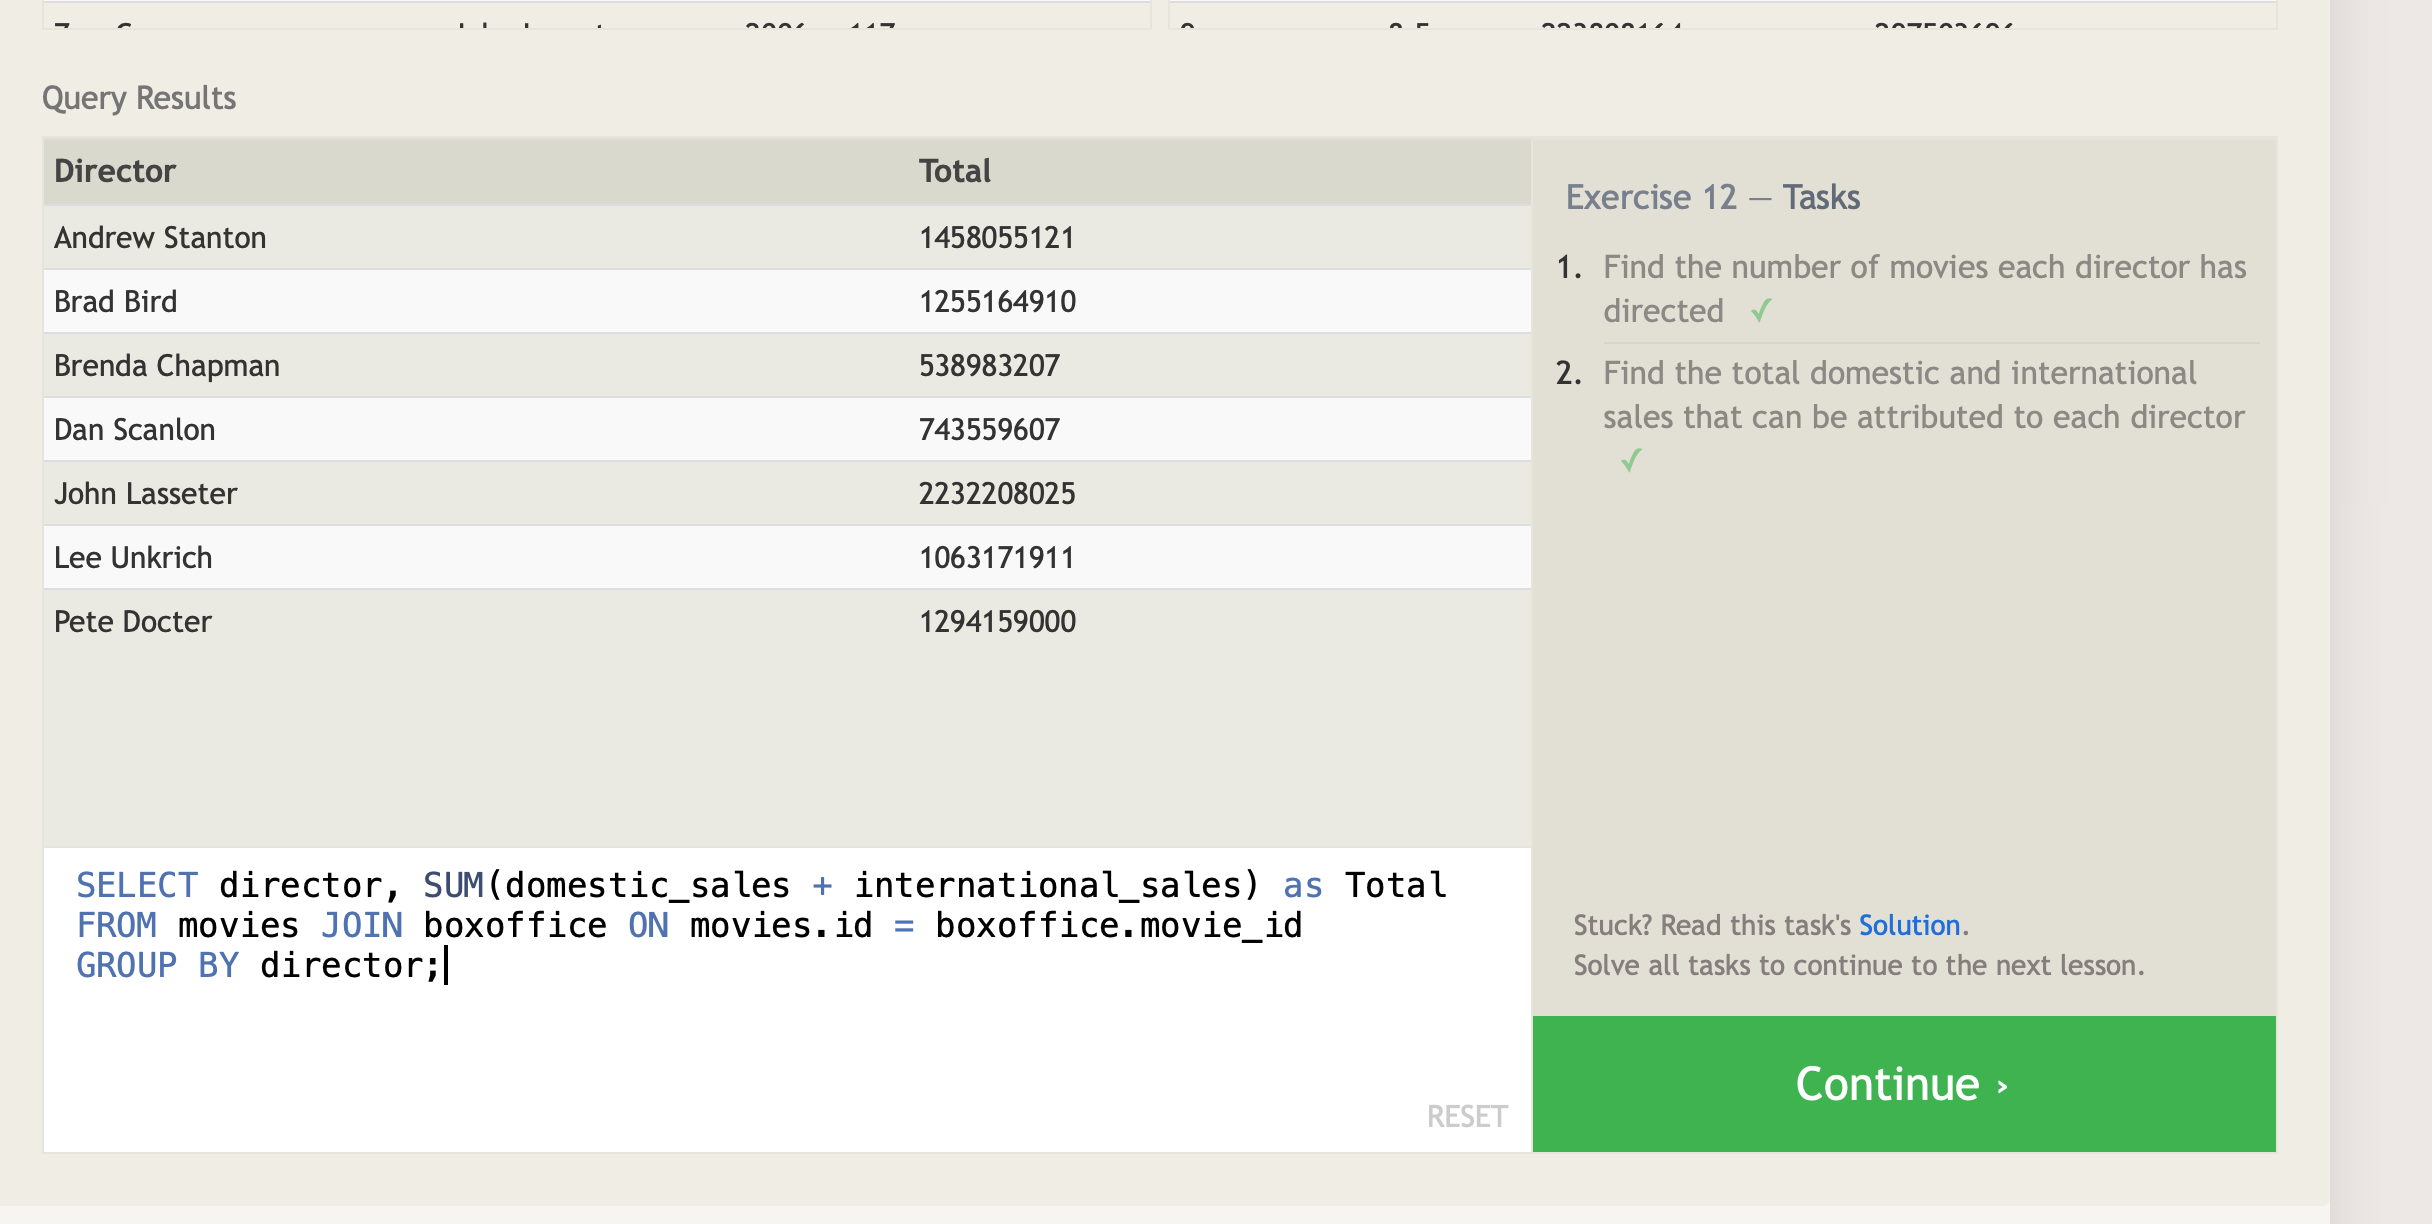 Query Results
Director Total
Andrew Stanton 1458055121
Brad Bird 1255164910
Brenda Chapman 538983207
Dan Scanlon 743559607
John Lasseter 2232208025
Lee Unkrich 1063171911
Pete Docter 1294159000
SELECT director, SUM(domestic_sales + international_sales) as Total
FROM movies JOIN boxoffice ON movies.id = boxoffice.movie_id
GROUP BY director;
RESET
Exercise 12 — Tasks
1. Find the number of movies each director has
directed ✓
2. Find the total domestic and international
sales that can be attributed to each director
✓
Stuck? Read this task's Solution.
Solve all tasks to continue to the next lesson.
Continue ›